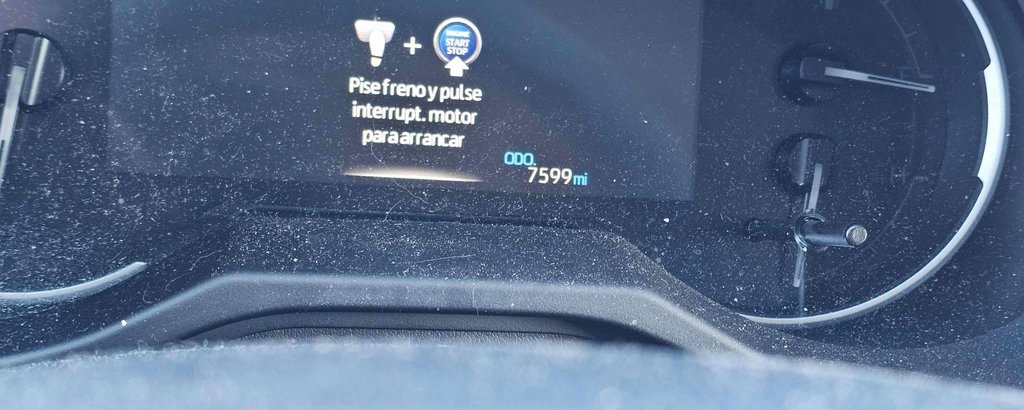 ENGINE
START
STOP
+
Pise freno y pulse
interrupt. motor
para arrancar
ODO.
7599 mi